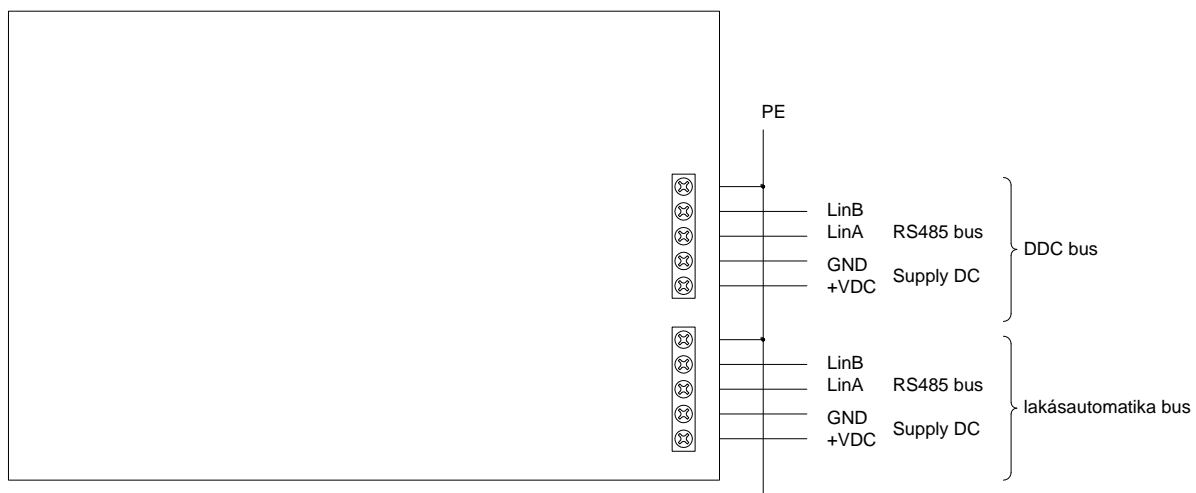 PE
LinB
LinA RS485 bus
GND
+VDC Supply DC
DDC bus
LinB
LinA RS485 bus
GND
+VDC Supply DC
lakásautomatika bus